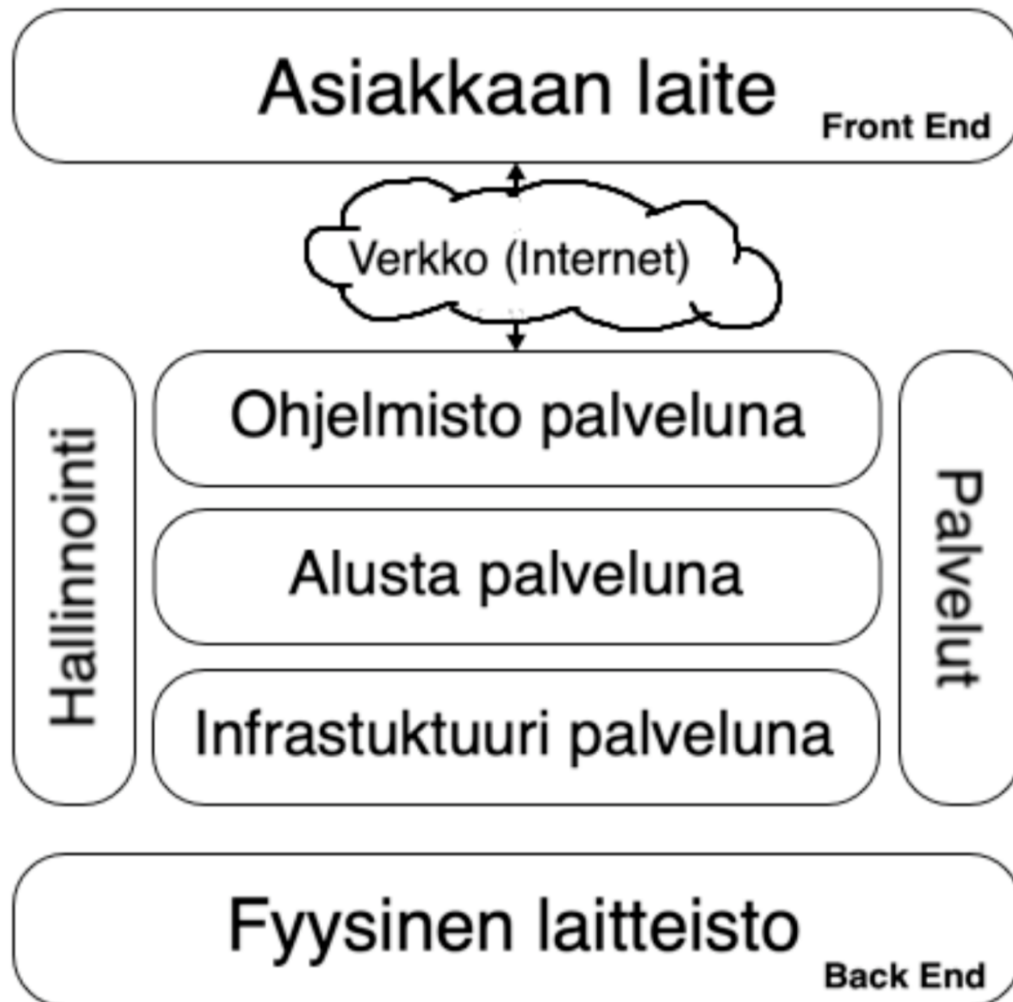 Asiakkaan laite
Front End
Verkko (Internet)
Hallinnointi
Ohjelmisto palveluna
Alusta palveluna
Infrastuktuuri palveluna
Palvelut
Fyysinen laitteisto
Back End